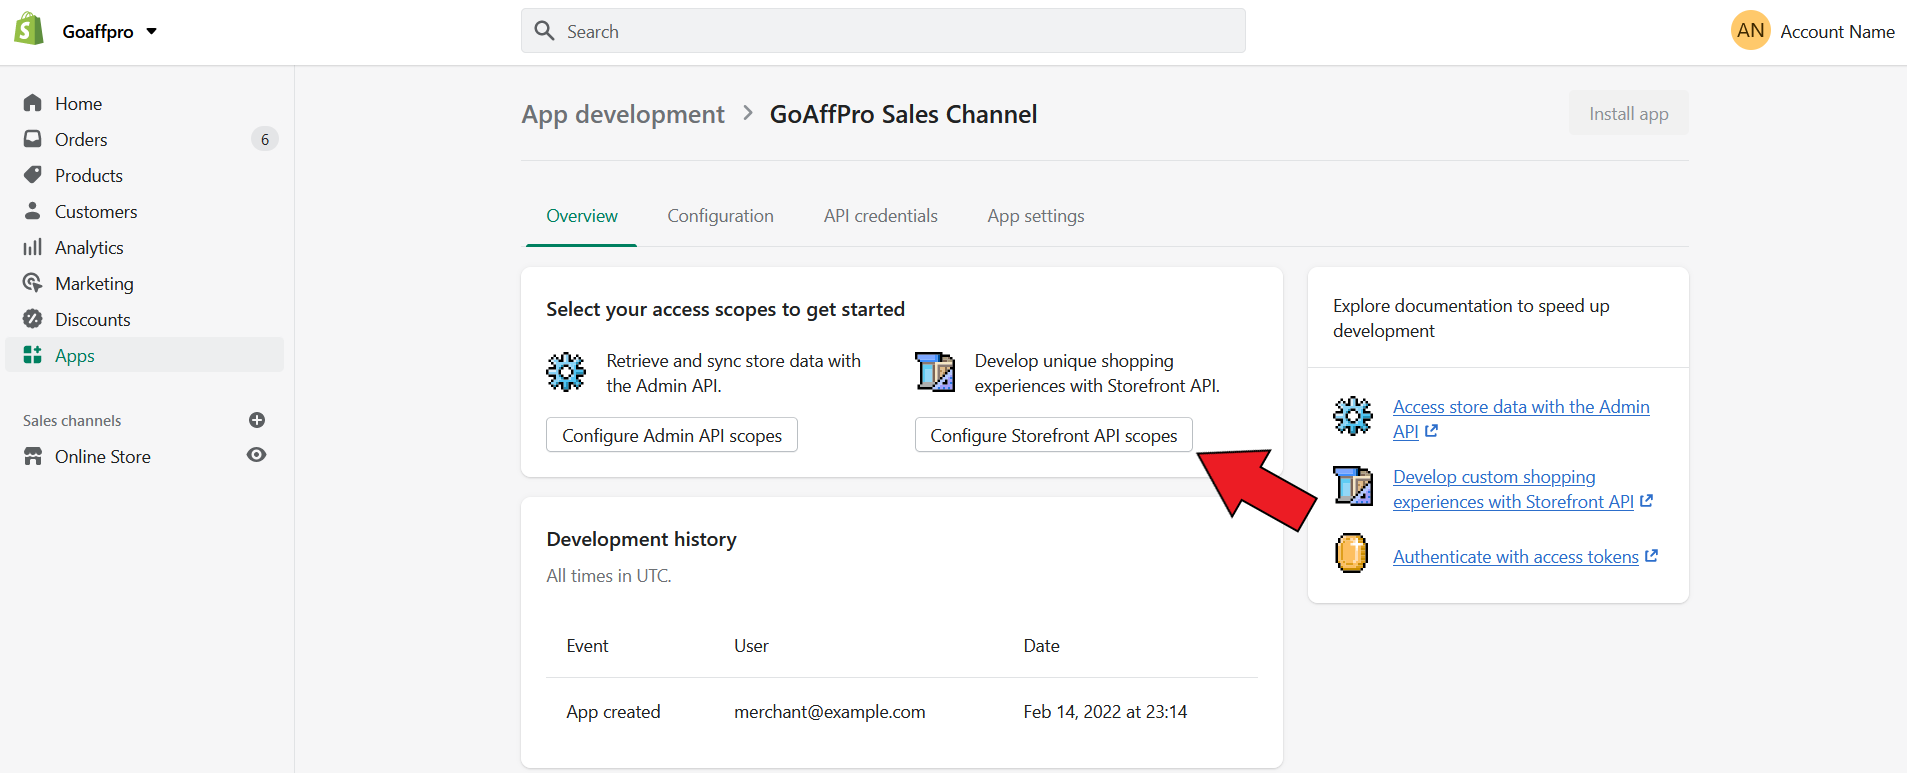 Goaffpro
Search
AN Account Name
Home
Orders 6
Products
Customers
Analytics
Marketing
Discounts
Apps
Sales channels
Online Store
App development > GoAffPro Sales Channel
Install app
Overview Configuration API credentials App settings
Select your access scopes to get started
Retrieve and sync store data with
the Admin API.
Configure Admin API scopes
Develop unique shopping
experiences with Storefront API.
Configure Storefront API scopes
Development history
All times in UTC.
Event User Date
App created merchant@example.com Feb 14, 2022 at 23:14
Explore documentation to speed up
development
Access store data with the Admin
API
Develop custom shopping
experiences with Storefront API
Authenticate with access tokens